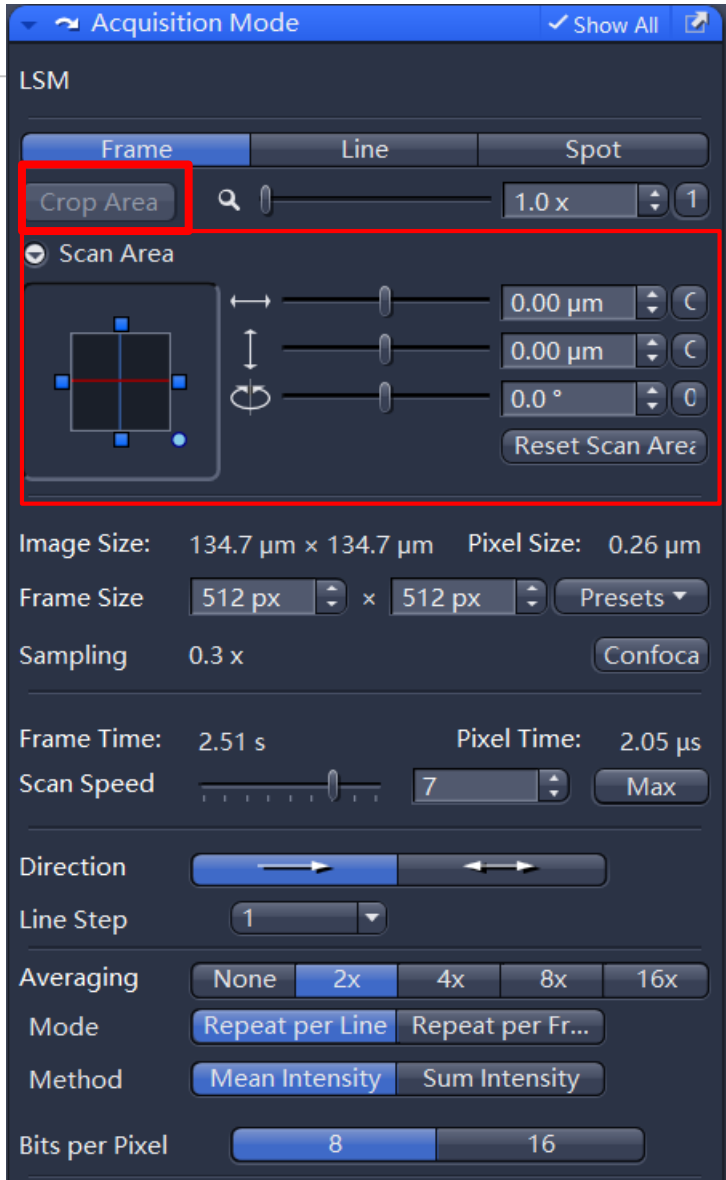 Acquisition Mode ✓ Show All
LSM
Frame Line Spot
Crop Area 1.0 x 1
Scan Area
0.00 µm C
0.00 µm C
0.0 ° 0
Reset Scan Area
Image Size: 134.7 µm × 134.7 µm Pixel Size: 0.26 µm
Frame Size 512 px × 512 px Presets
Sampling 0.3 x Confoca
Frame Time: 2.51 s Pixel Time: 2.05 µs
Scan Speed 7 Max
Direction
Line Step 1
Averaging None 2x 4x 8x 16x
Mode Repeat per Line Repeat per Fr...
Method Mean Intensity Sum Intensity
Bits per Pixel 8 16